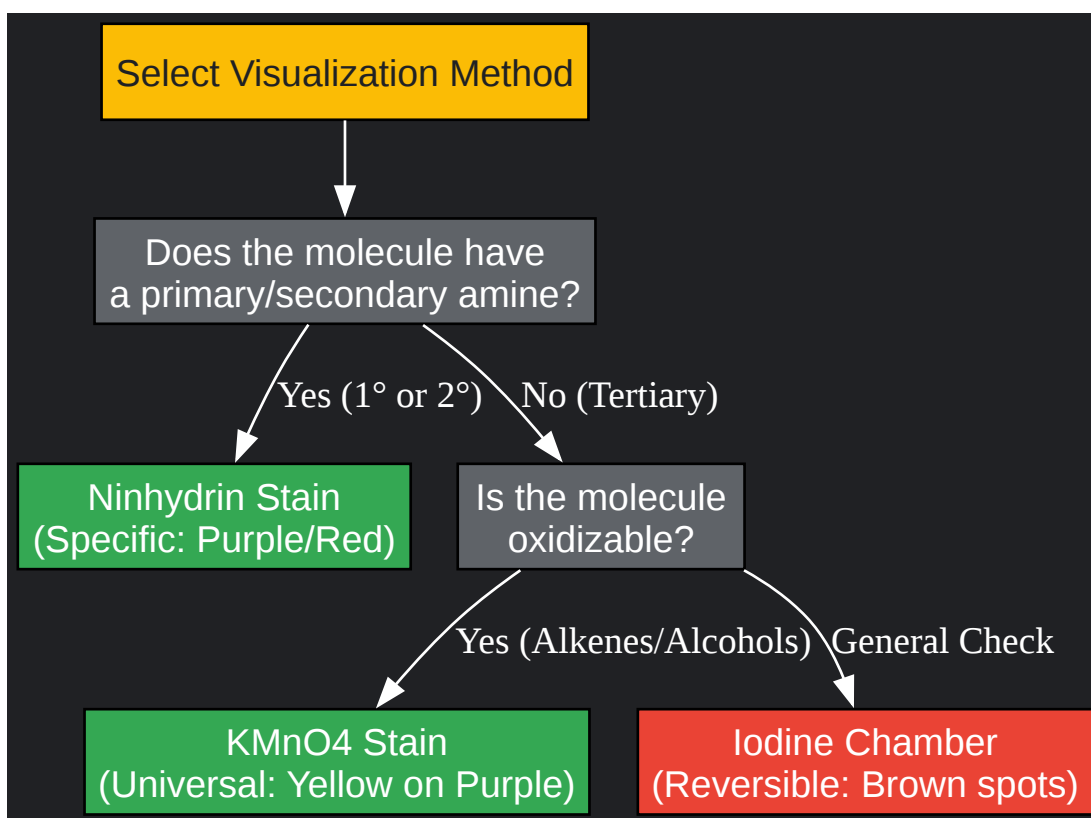 Select Visualization Method
Does the molecule have
a primary/secondary amine?
Yes (1° or 2°)
No (Tertiary)
Ninhydrin Stain
(Specific: Purple/Red)
Is the molecule
oxidizable?
Yes (Alkenes/Alcohols)
General Check
KMnO4 Stain
(Universal: Yellow on Purple)
Iodine Chamber
(Reversible: Brown spots)